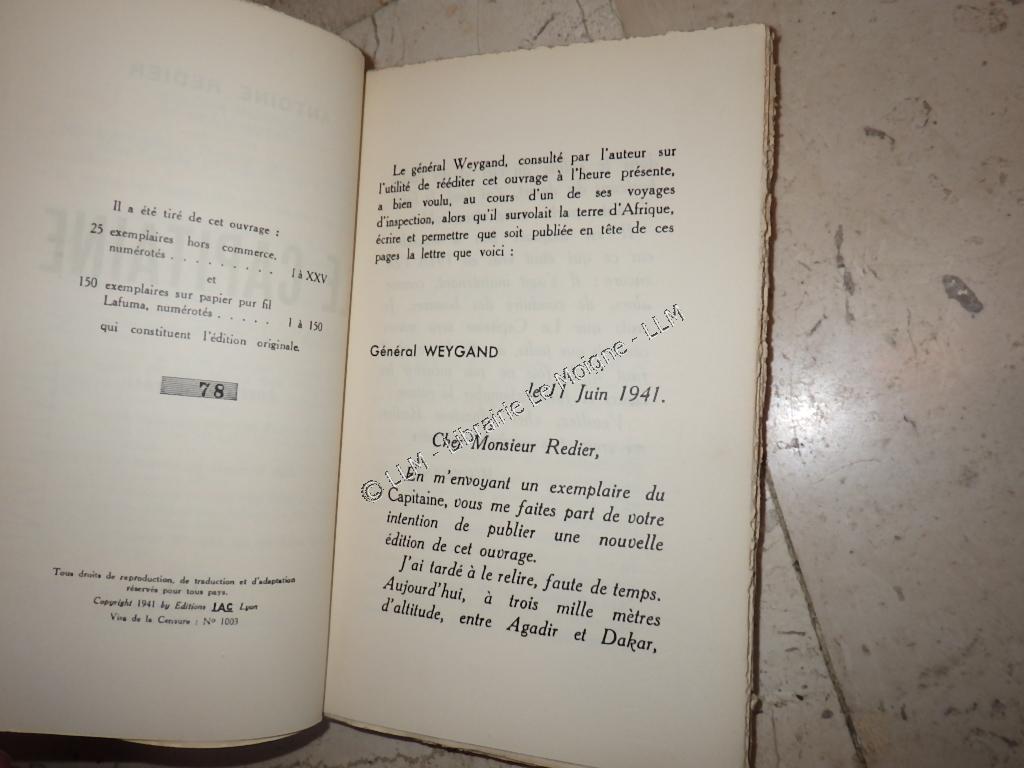 Il a été tiré de cet ouvrage :
25 exemplaires hors commerce,
numérotés . . . . . . . . . I à XXV
et
150 exemplaires sur papier pur fil
Lafuma, numérotés . . . . . 1 à 150
qui constituent l'édition originale.
78
Tous droits de reproduction, de traduction et d'adaptation
réservés pour tous pays.
Copyright 1941 by Editions IAC Lyon
Visa de la Censure : Nº 1003
Le général Weygand, consulté par l'auteur sur
l'utilité de rééditer cet ouvrage à l'heure présente,
a bien voulu, au cours d'un de ses voyages
d'inspection, alors qu'il survolait la terre d'Afrique,
écrire et permettre que soit publiée en tête de ces
pages la lettre que voici :
Général WEYGAND
le 11 Juin 1941.
Cher Monsieur Redier,
En m'envoyant un exemplaire du
Capitaine, vous me faites part de votre
intention de publier une nouvelle
édition de cet ouvrage.
J'ai tardé à le relire, faute de temps.
Aujourd'hui, à trois mille mètres
d'altitude, entre Agadir et Dakar,
© LLM - Librairie Le Moigne - LLM